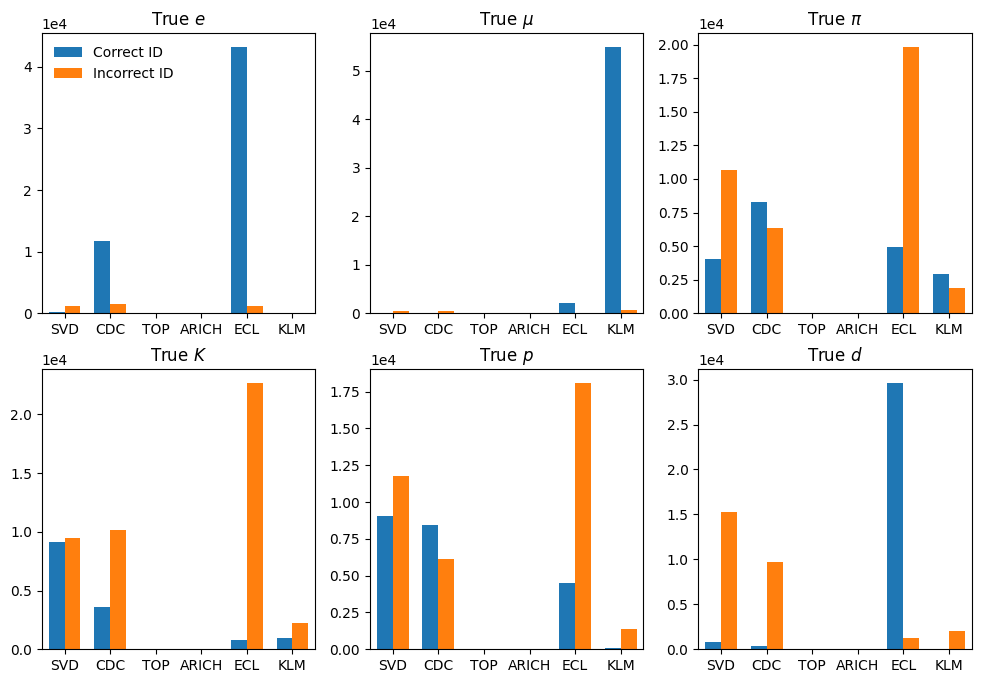 True e
1e4
Correct ID
Incorrect ID
4
3
2
1
0
SVD CDC TOP ARICH ECL KLM
True μ
1e4
5
4
3
2
1
0
SVD CDC TOP ARICH ECL KLM
True π
1e4
2.00
1.75
1.50
1.25
1.00
0.75
0.50
0.25
0.00
SVD CDC TOP ARICH ECL KLM
True K
1e4
2.0
1.5
1.0
0.5
0.0
SVD CDC TOP ARICH ECL KLM
True p
1e4
1.75
1.50
1.25
1.00
0.75
0.50
0.25
0.00
SVD CDC TOP ARICH ECL KLM
True d
1e4
3.0
2.5
2.0
1.5
1.0
0.5
0.0
SVD CDC TOP ARICH ECL KLM